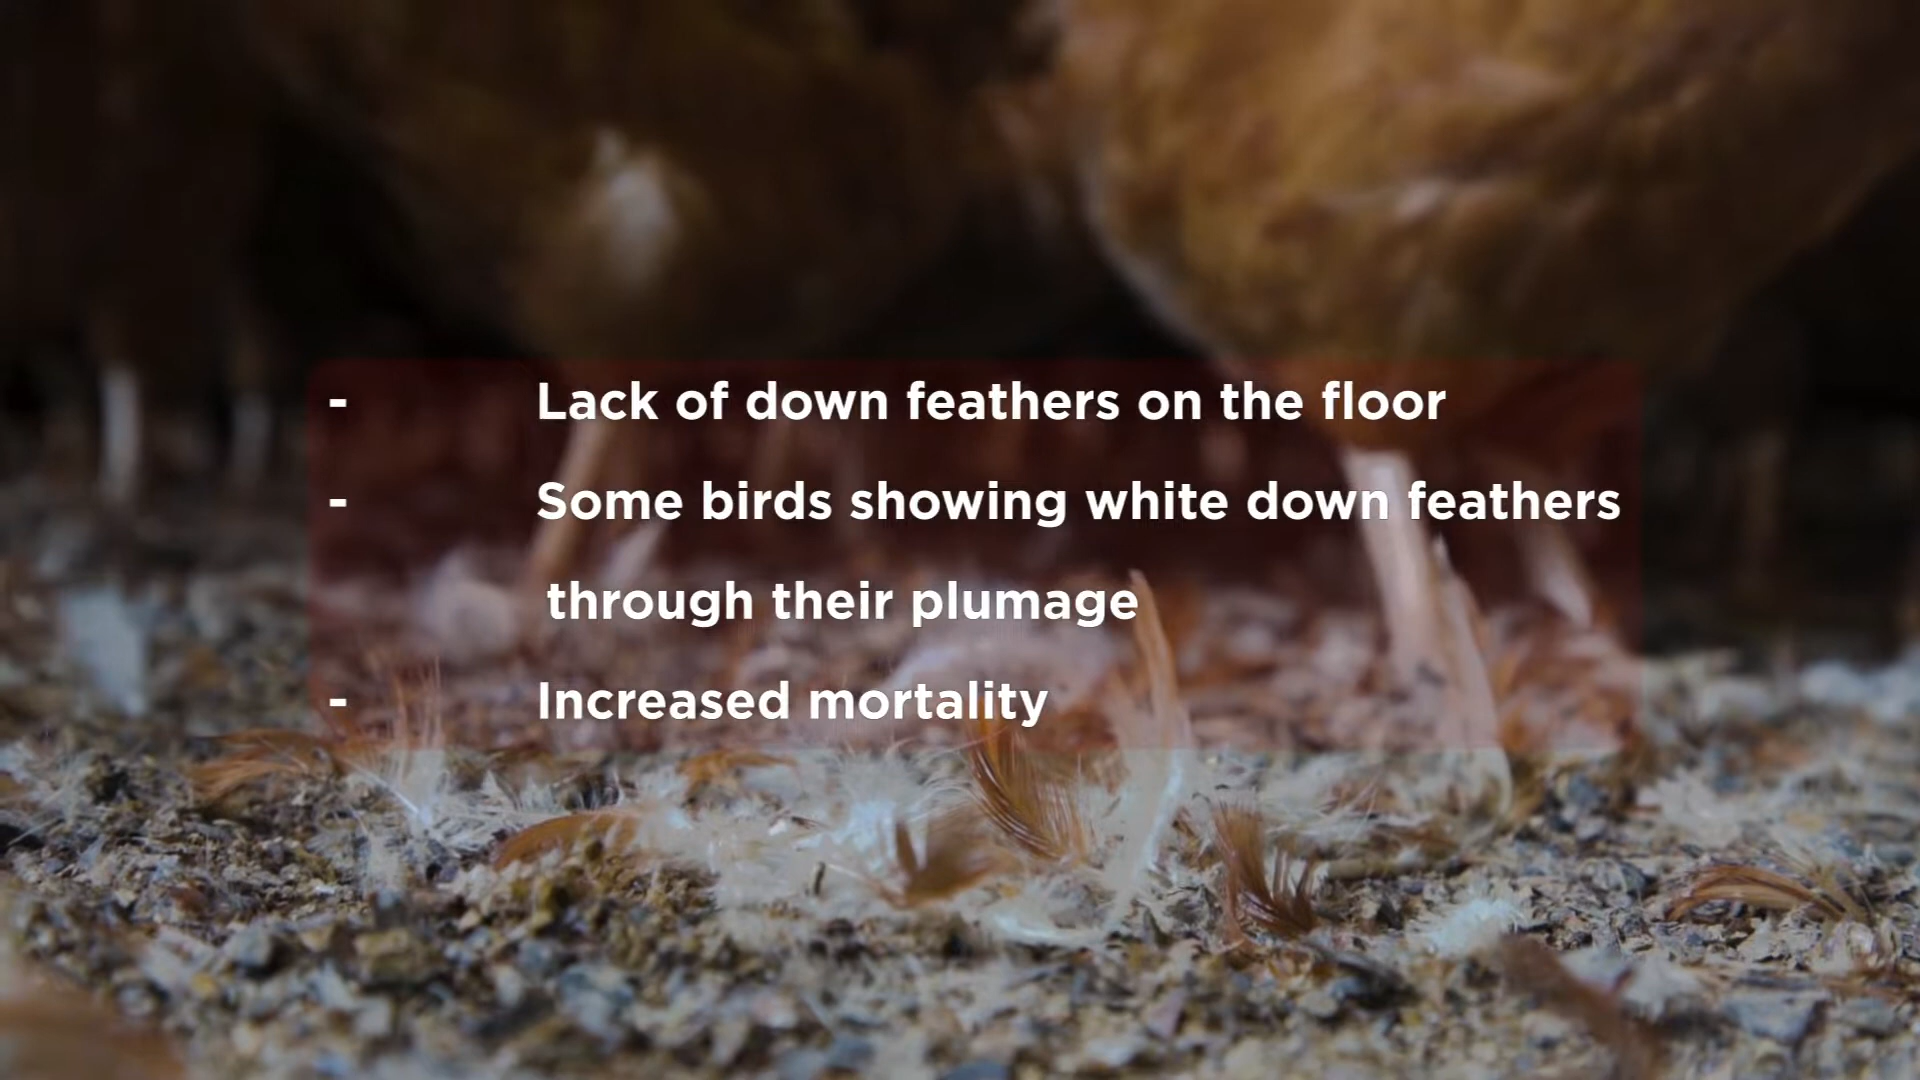 - Lack of down feathers on the floor
- Some birds showing white down feathers
through their plumage
- Increased mortality